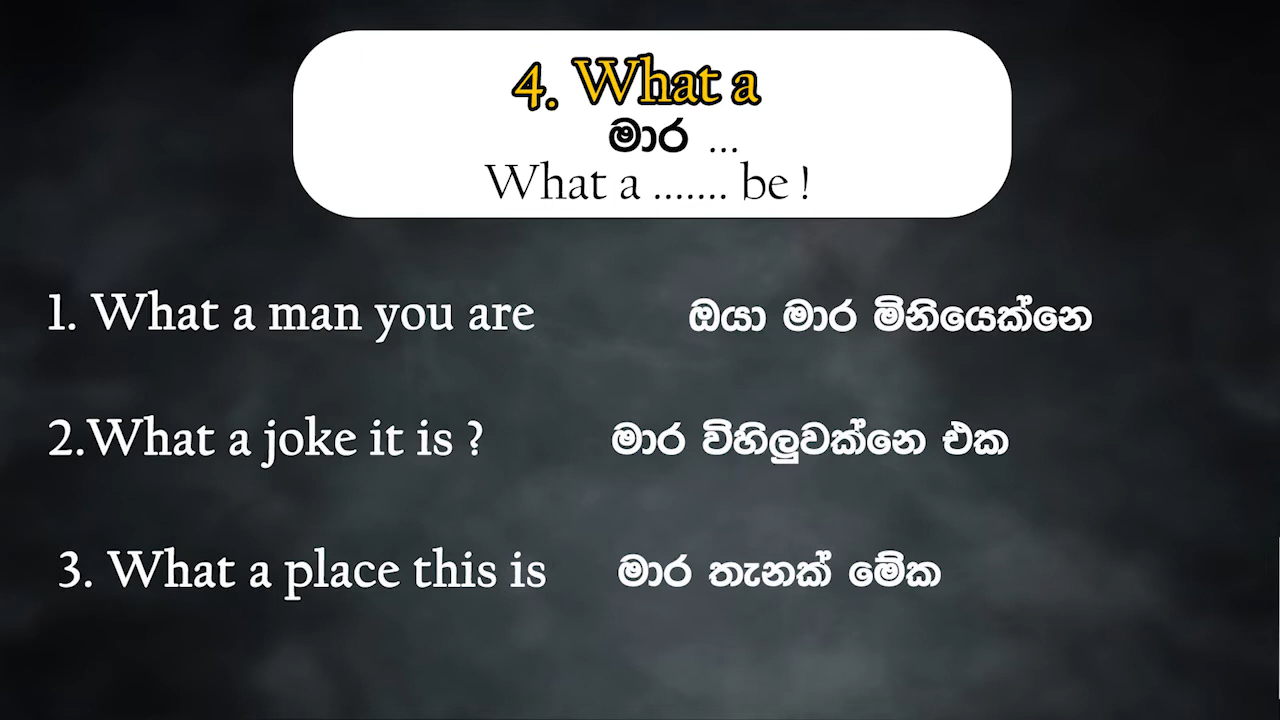 4. What a
මාර ...
What a ....... be !
1. What a man you are ඔයා මාර මිනියෙක්නෙ
2.What a joke it is ? මාර විහිලුවක්නෙ එක
3. What a place this is මාර තැනක් මේක